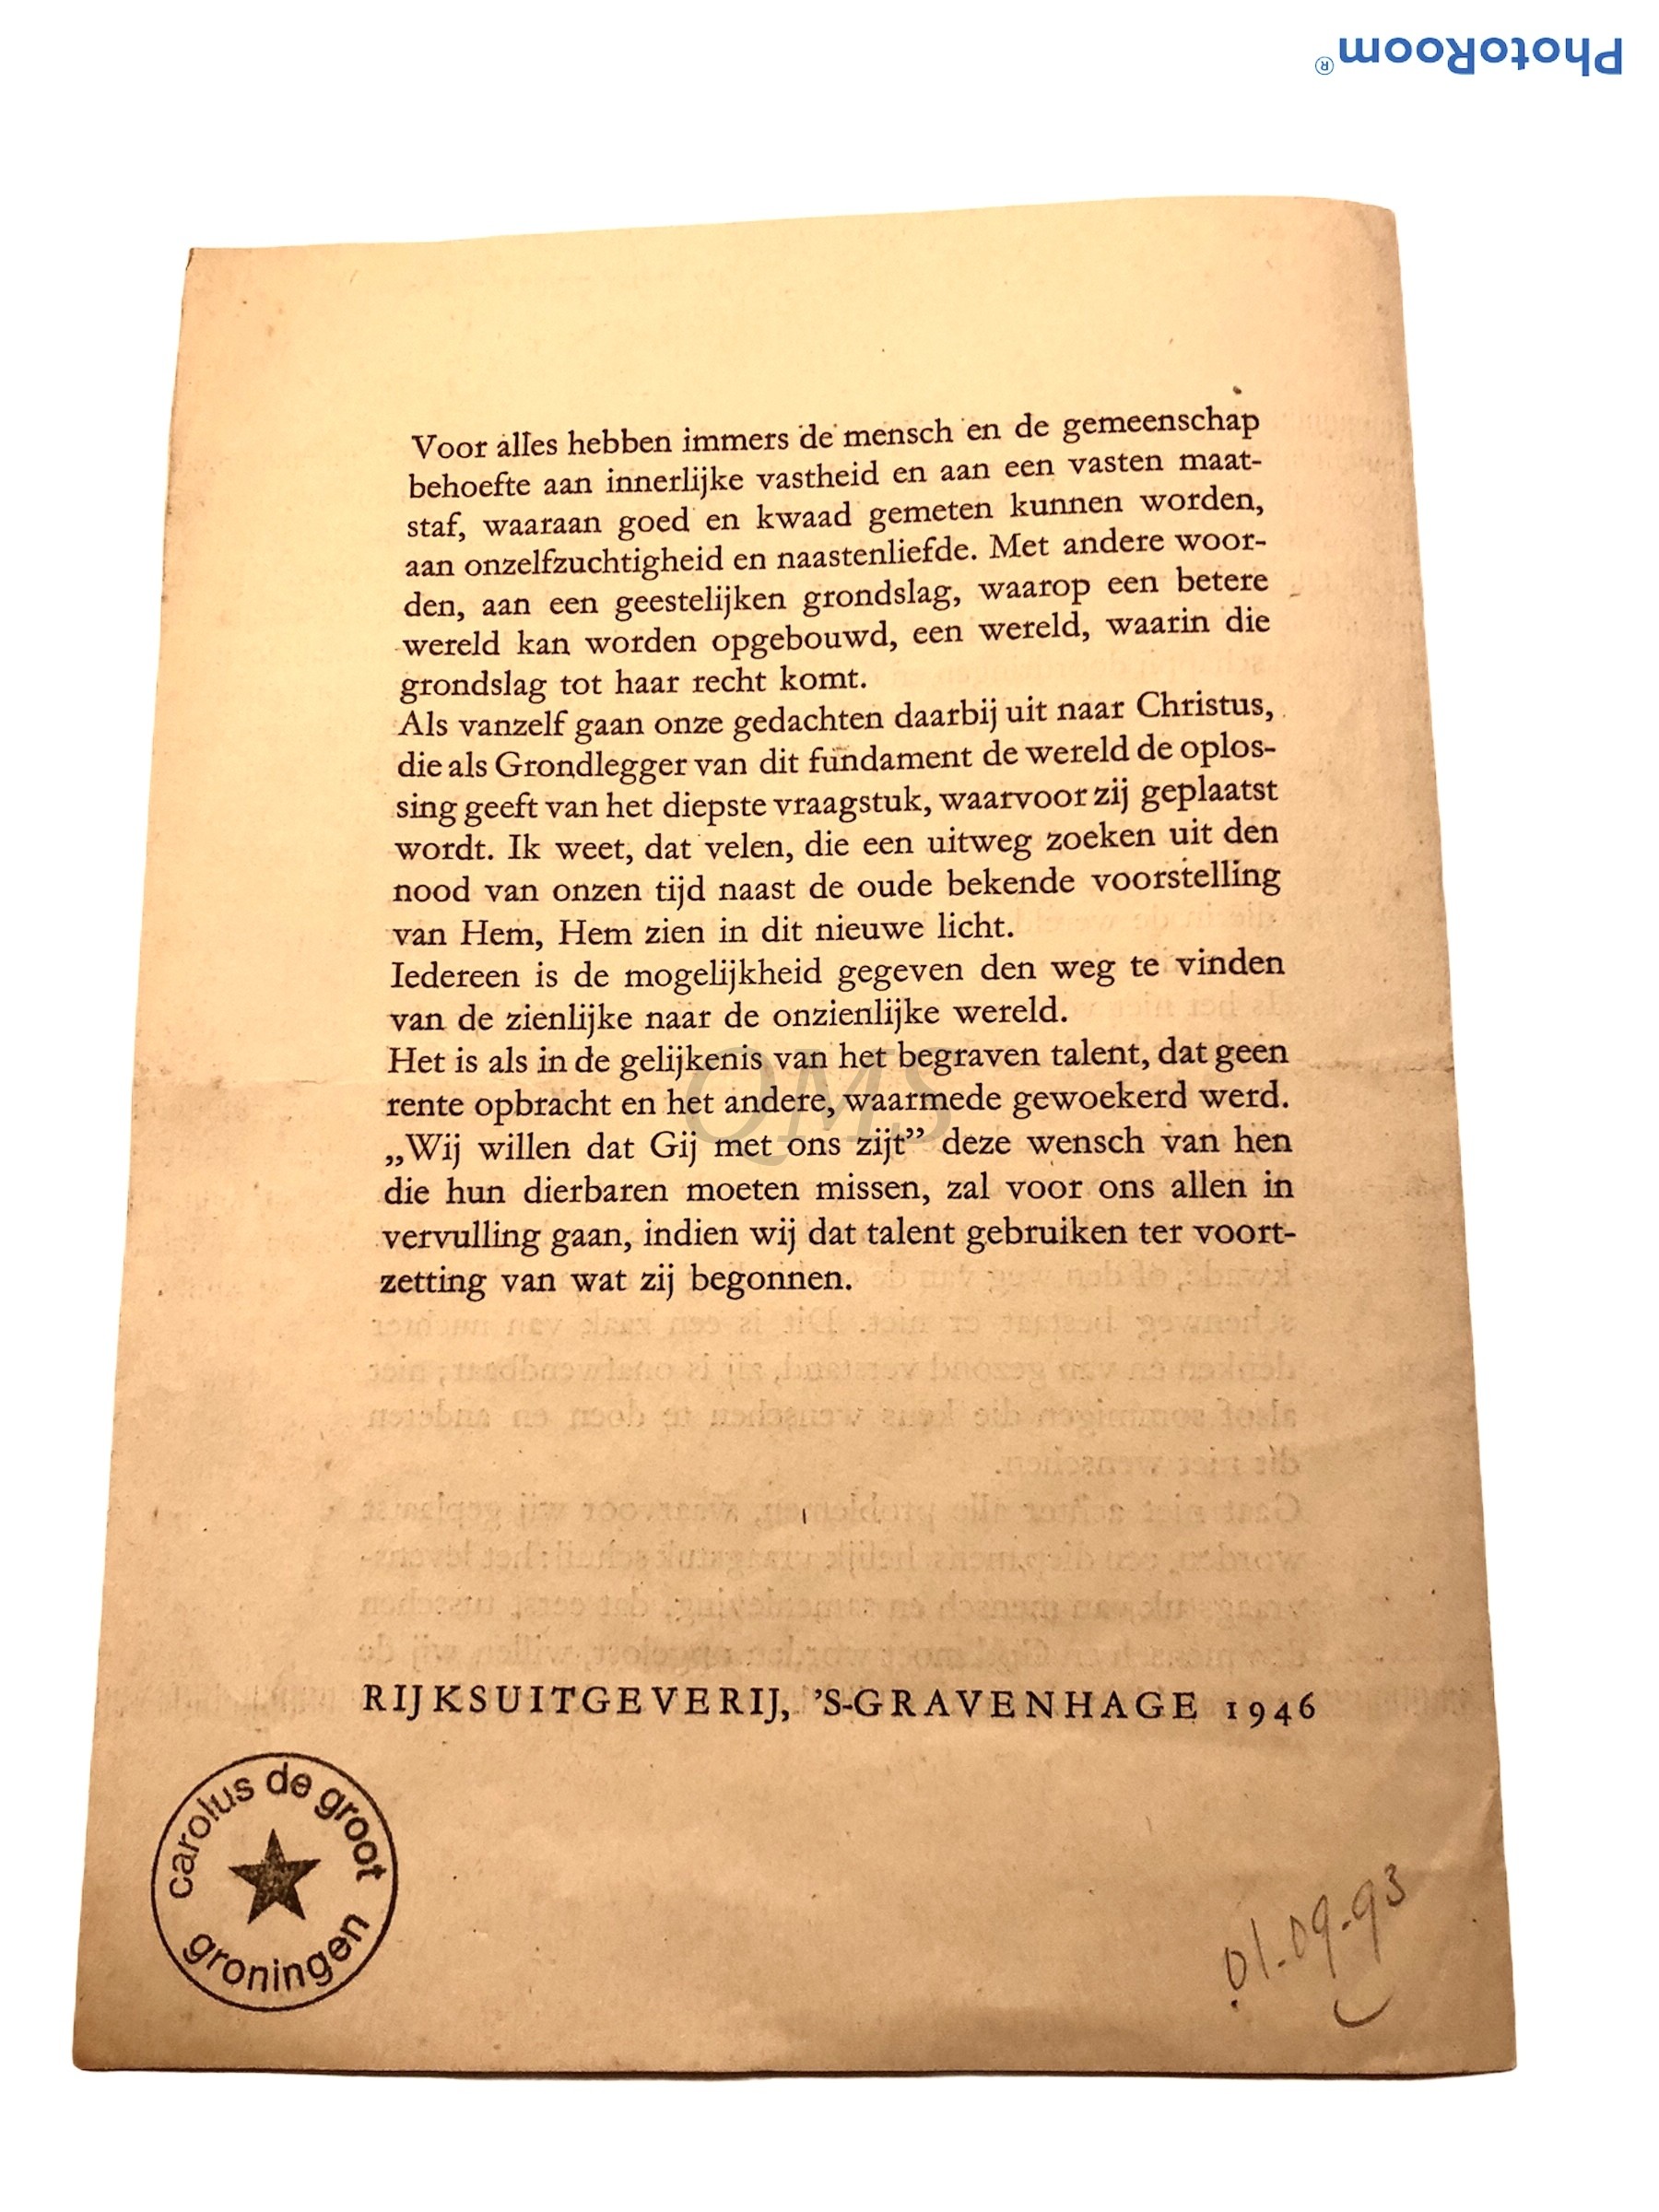 PhotoRoom®
Voor alles hebben immers de mensch en de gemeenschap
behoefte aan innerlijke vastheid en aan een vasten maat-
staf, waaraan goed en kwaad gemeten kunnen worden,
aan onzelfzuchtigheid en naastenliefde. Met andere woor-
den, aan een geestelijken grondslag, waarop een betere
wereld kan worden opgebouwd, een wereld, waarin die
grondslag tot haar recht komt.
Als vanzelf gaan onze gedachten daarbij uit naar Christus,
die als Grondlegger van dit fundament de wereld de oplos-
sing geeft van het diepste vraagstuk, waarvoor zij geplaatst
wordt. Ik weet, dat velen, die een uitweg zoeken uit den
nood van onzen tijd naast de oude bekende voorstelling
van Hem, Hem zien in dit nieuwe licht.
Iedereen is de mogelijkheid gegeven den weg te vinden
van de zienlijke naar de onzienlijke wereld.
Het is als in de gelijkenis van het begraven talent, dat geen
rente opbracht en het andere, waarmede gewoekerd werd.
QMS
„Wij willen dat Gij met ons zijt” deze wensch van hen
die hun dierbaren moeten missen, zal voor ons allen in
vervulling gaan, indien wij dat talent gebruiken ter voort-
zetting van wat zij begonnen.
RIJKSUITGEVERIJ, 'S-GRAVENHAGE 1946
carolus de groot
groningen
01-09-93